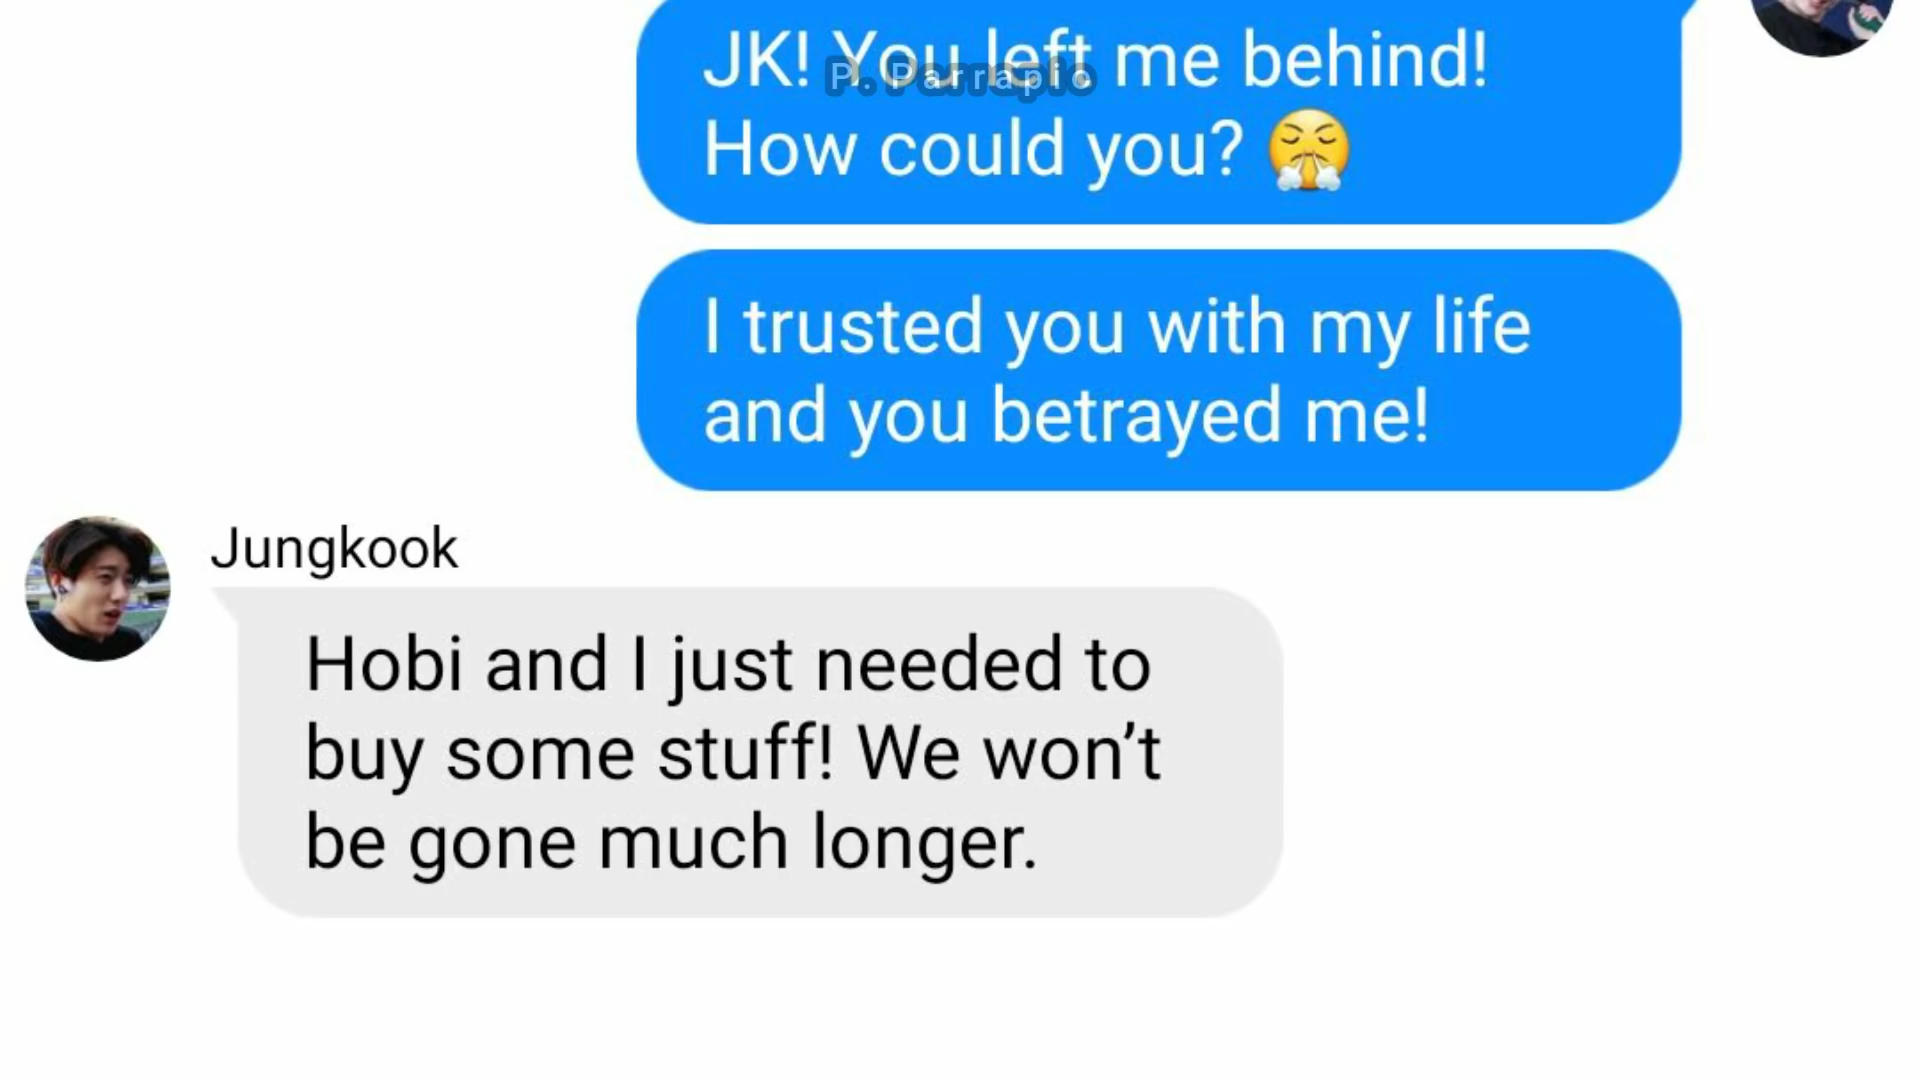 JK! You left me behind!
P. Parrapio
How could you? 😤
I trusted you with my life
and you betrayed me!
Jungkook
Hobi and I just needed to
buy some stuff! We won’t
be gone much longer.